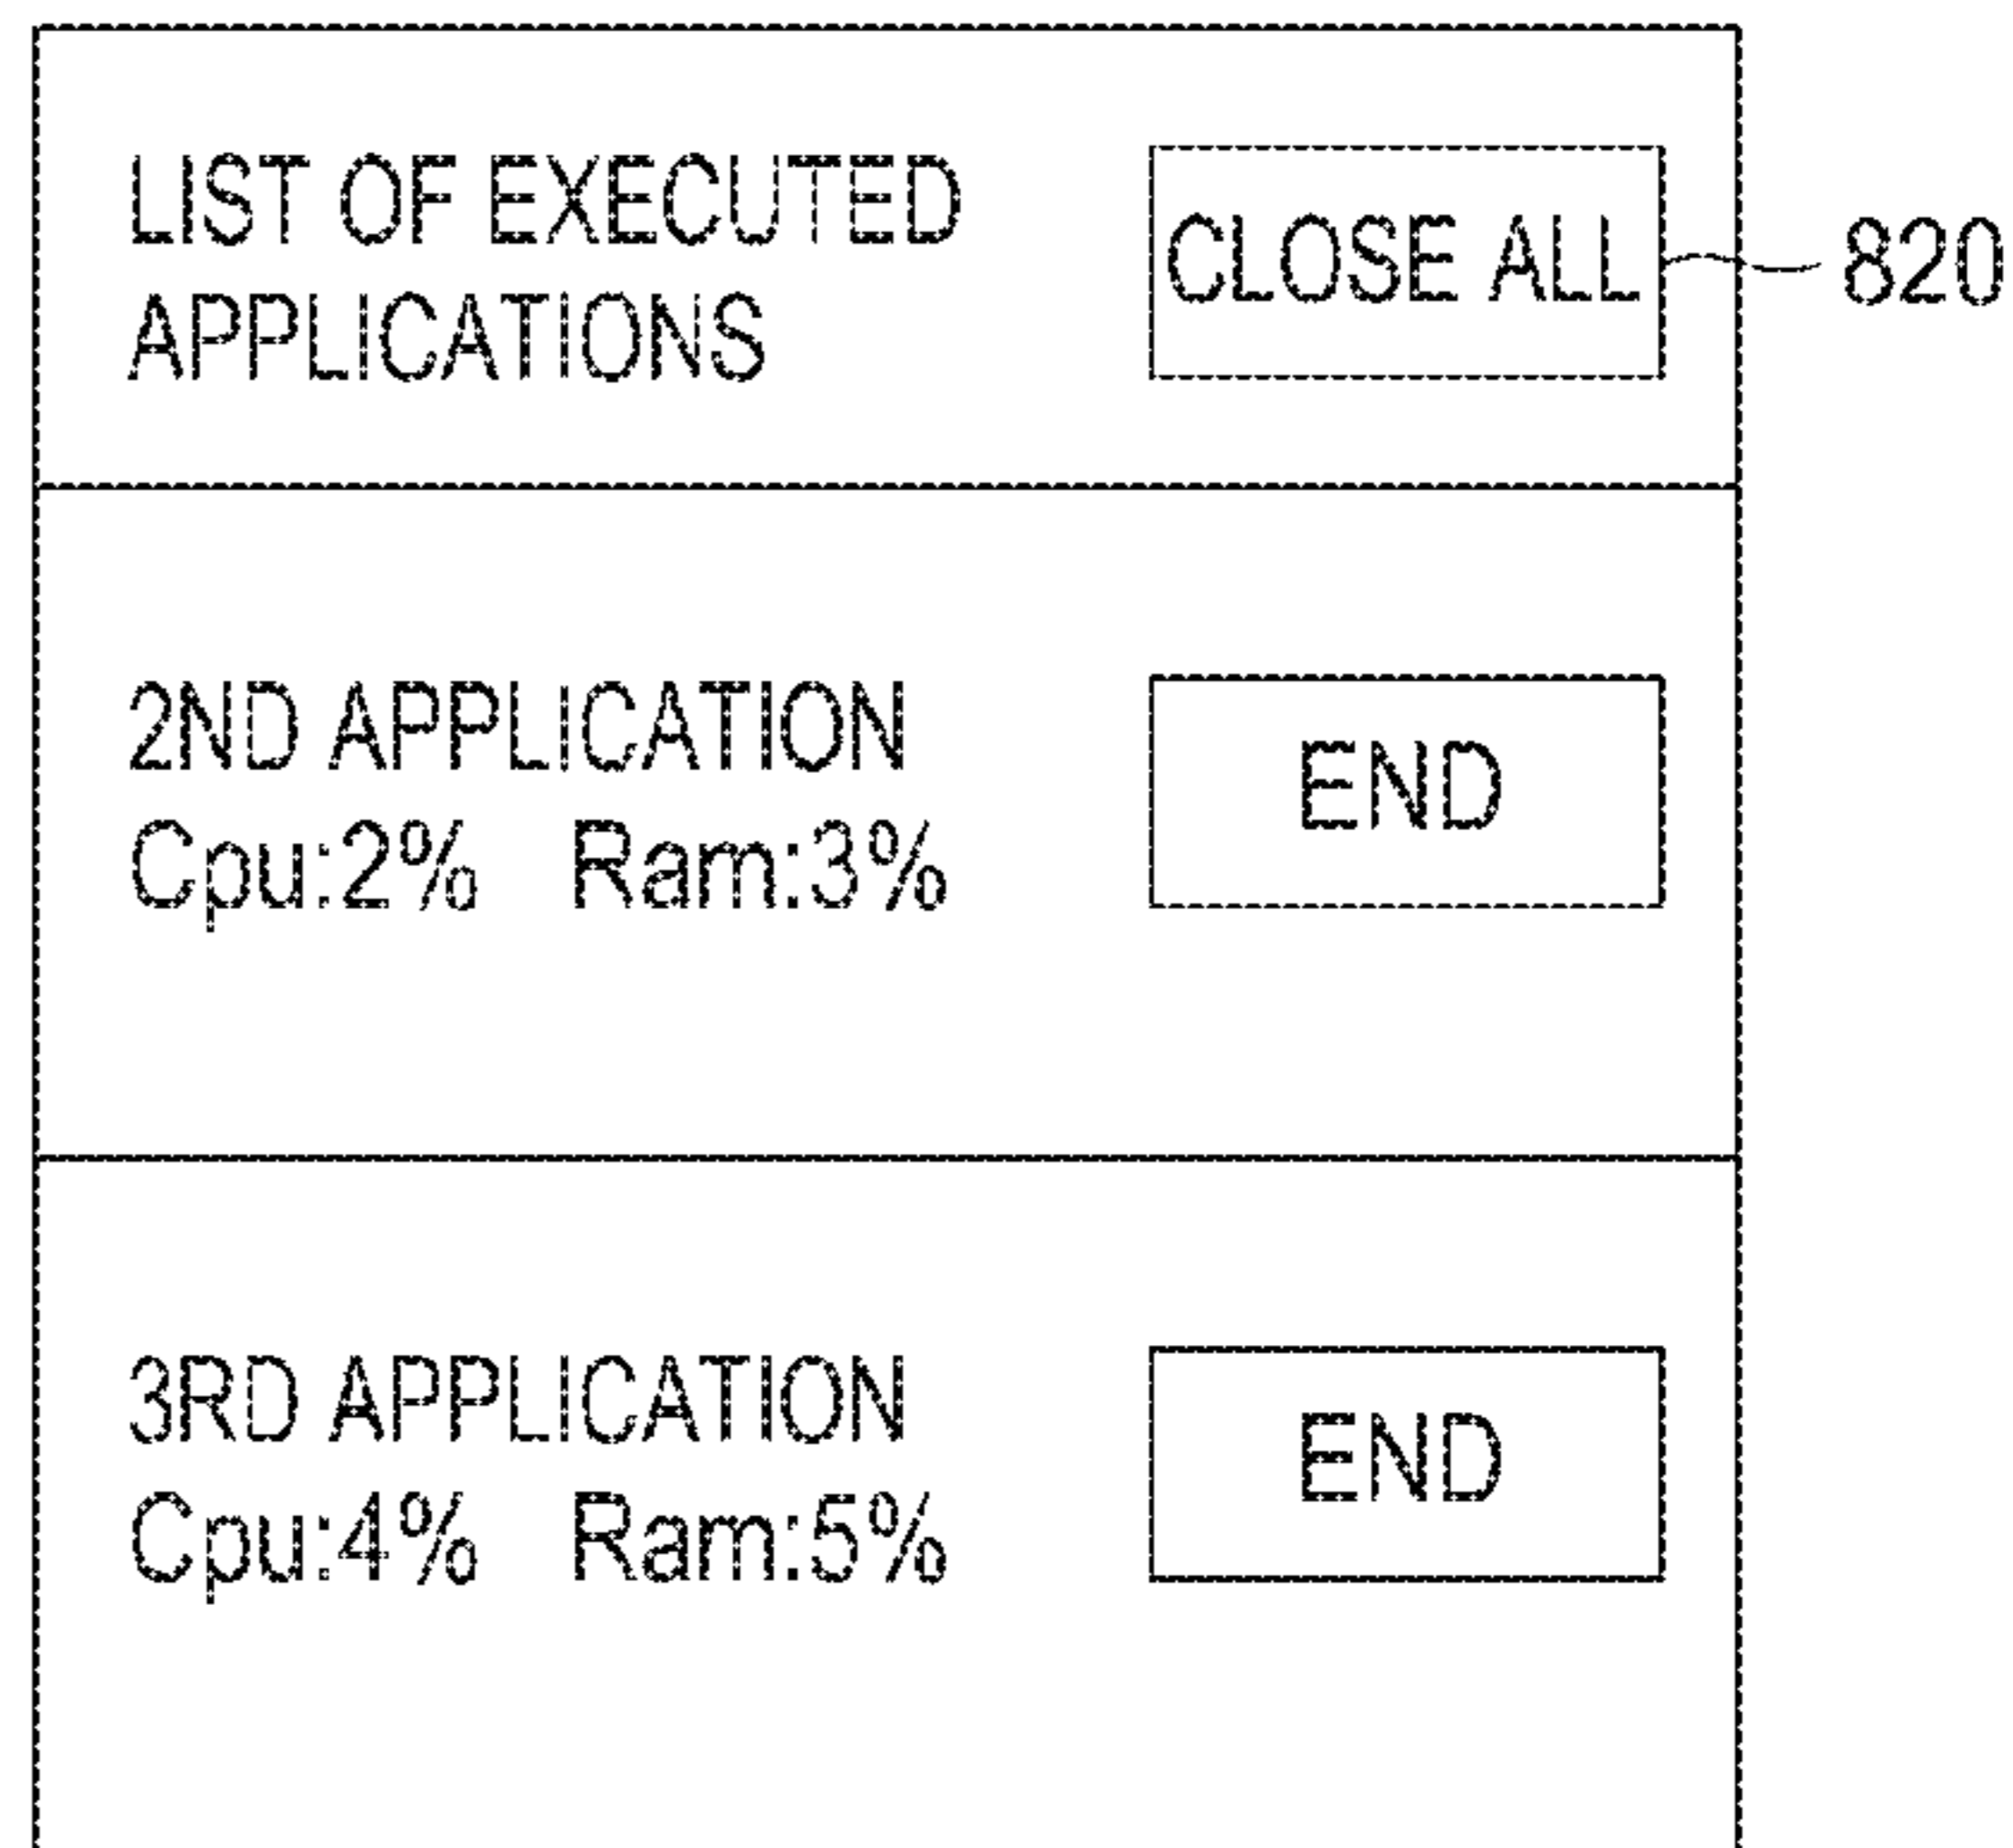 LIST OF EXECUTED
APPLICATIONS
CLOSE ALL
820
2ND APPLICATION
Cpu:2% Ram:3%
END
3RD APPLICATION
Cpu:4% Ram:5%
END